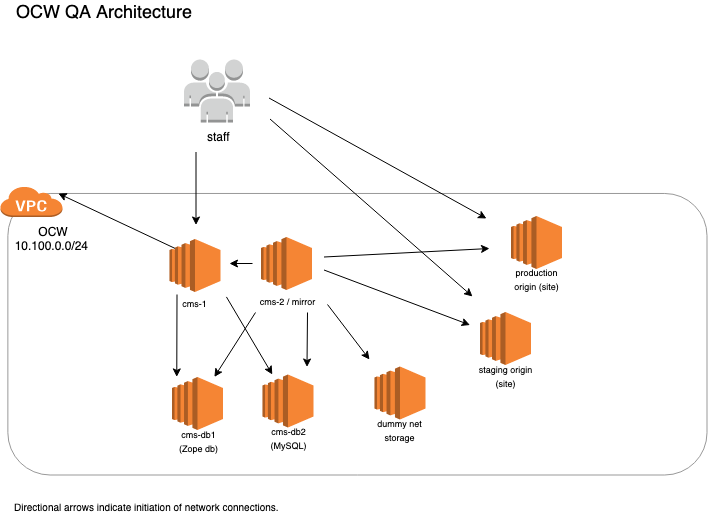 OCW QA Architecture
staff
VPC
OCW
10.100.0.0/24
production
origin (site)
cms-1
cms-2 / mirror
staging origin
(site)
cms-db1
(Zope db)
cms-db2
(MySQL)
dummy net
storage
Directional arrows indicate initiation of network connections.